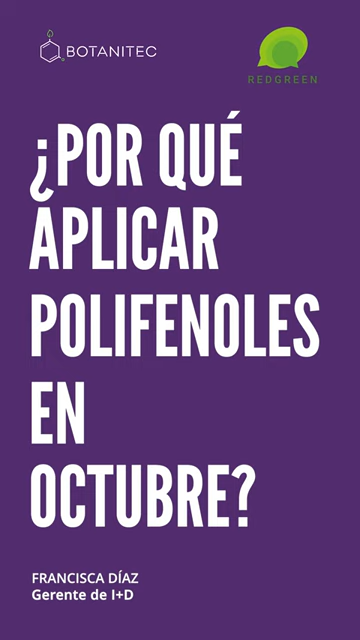 BOTANITEC
REDGREEN
¿POR QUÉ
APLICAR
POLIFENOLES
EN
OCTUBRE?
FRANCISCA DÍAZ
Gerente de I+D